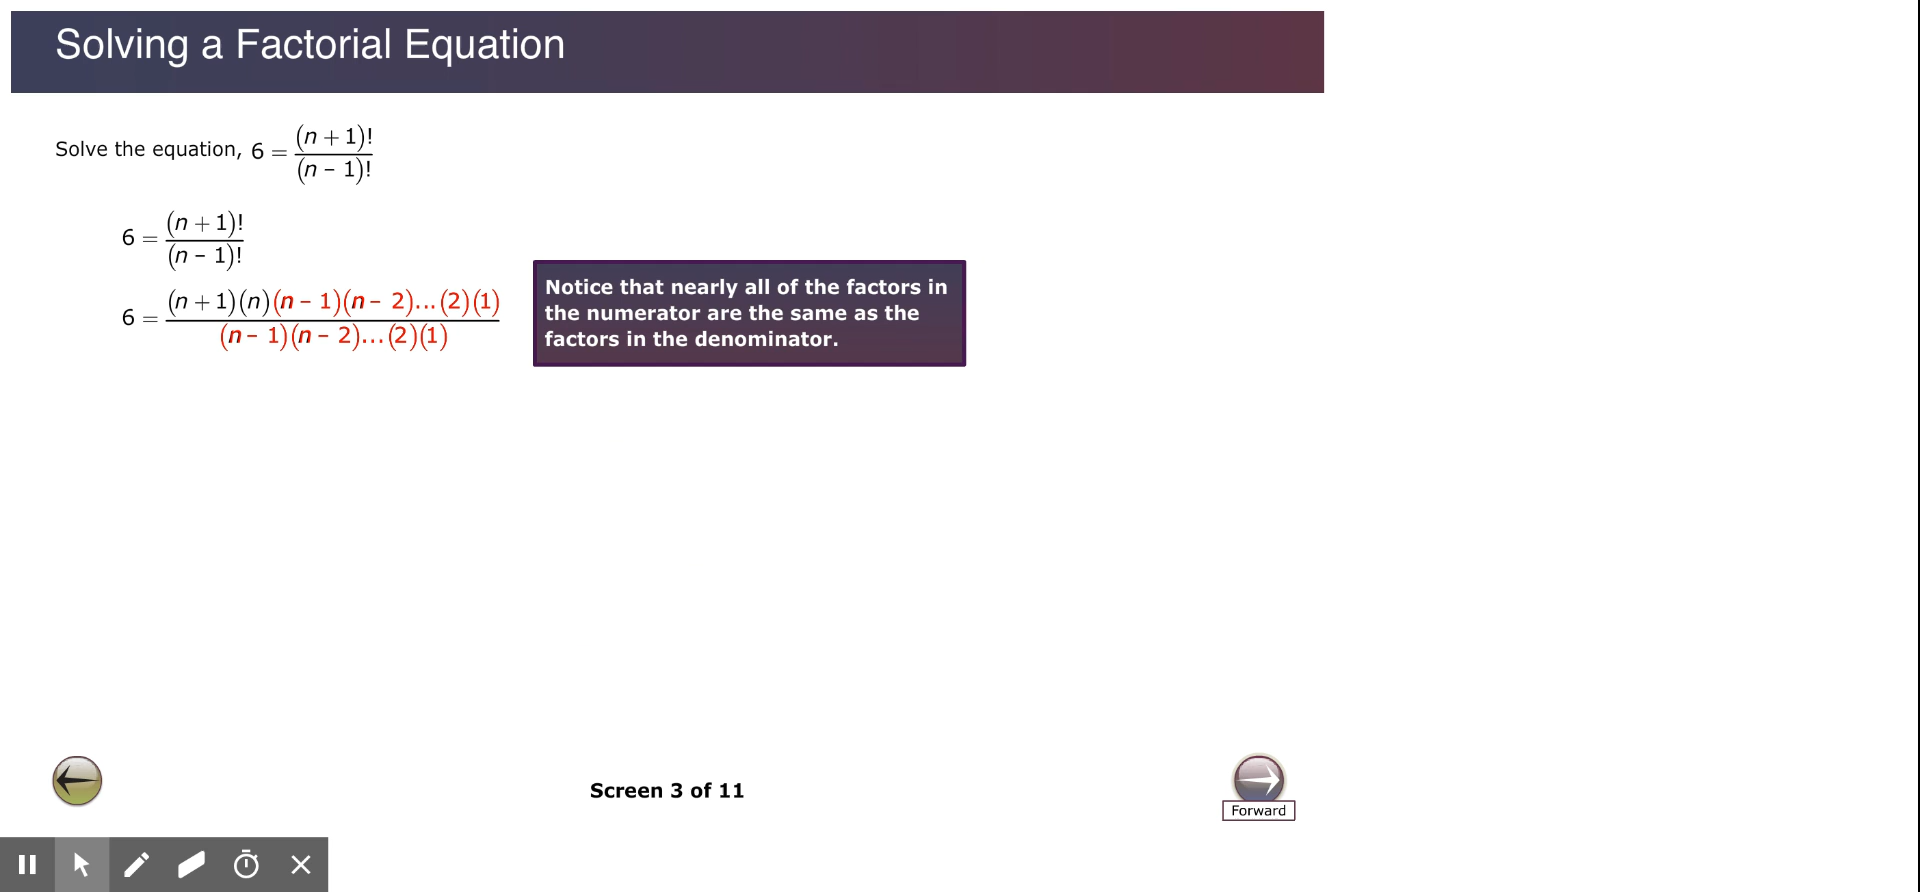 Solving a Factorial Equation
Solve the equation, 6 = (n + 1)! / (n − 1)!
6 = (n + 1)! / (n − 1)!
6 = (n + 1)(n)(n − 1)(n − 2)...(2)(1) / (n − 1)(n − 2)...(2)(1)
Notice that nearly all of the factors in
the numerator are the same as the
factors in the denominator.
Screen 3 of 11
Forward